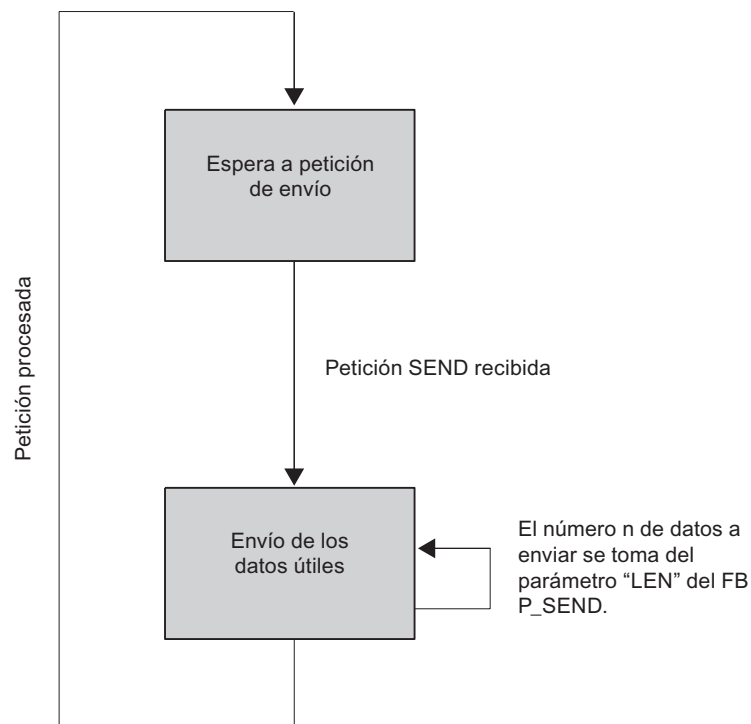 Espera a petición
de envío
Petición procesada
Petición SEND recibida
Envío de los
datos útiles
El número n de datos a
enviar se toma del
parámetro “LEN” del FB
P_SEND.